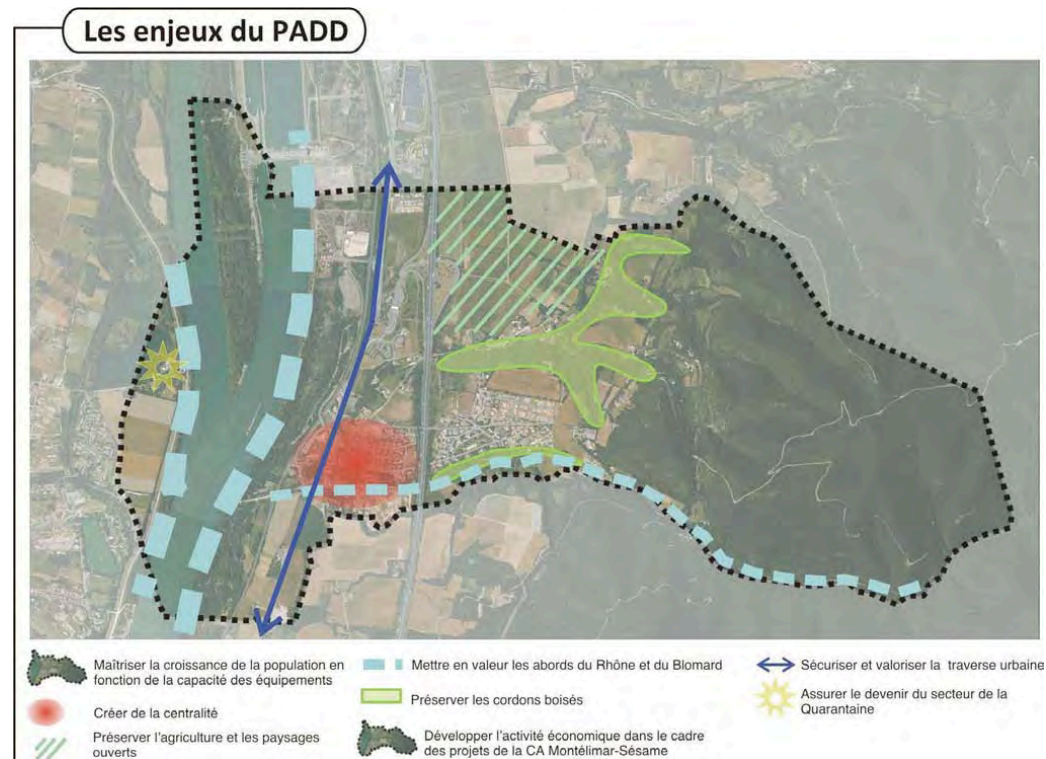 Les enjeux du PADD
Maîtriser la croissance de la population en
fonction de la capacité des équipements
Créer de la centralité
Préserver l'agriculture et les paysages
ouverts
Mettre en valeur les abords du Rhône et du Blomard
Préserver les cordons boisés
Développer l'activité économique dans le cadre
des projets de la CA Montélimar-Sésame
Sécuriser et valoriser la traverse urbaine
Assurer le devenir du secteur de la
Quarantaine